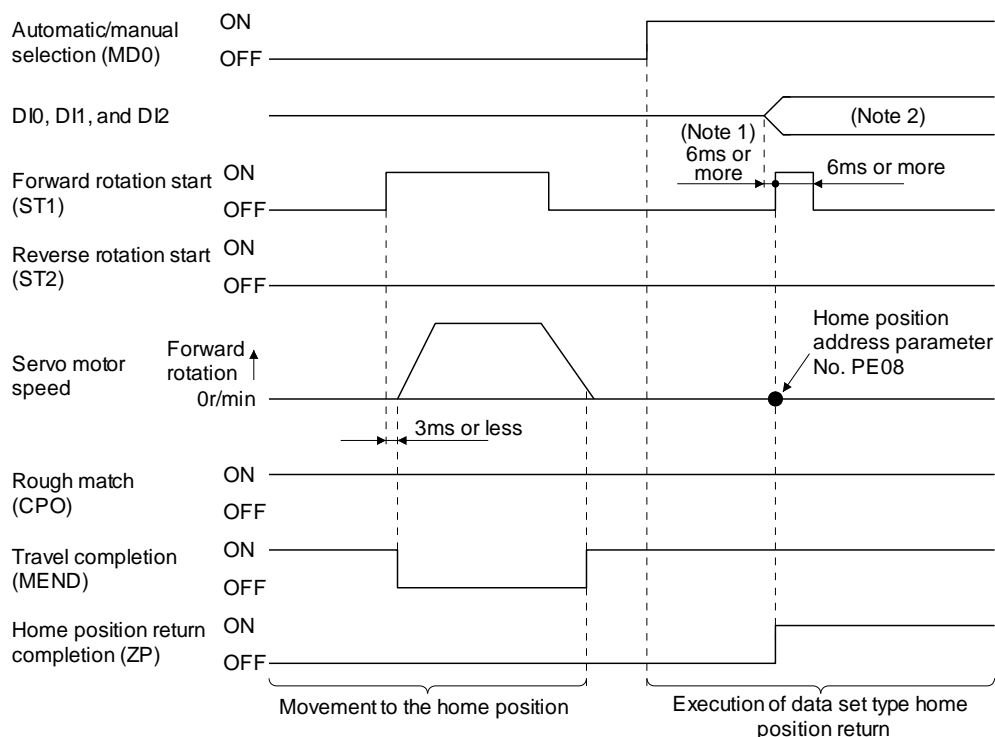 Automatic/manual
selection (MD0)
ON
OFF
DI0, DI1, and DI2
(Note 2)
(Note 1)
6ms or
more
6ms or more
Forward rotation start
(ST1)
ON
OFF
Reverse rotation start
(ST2)
ON
OFF
Servo motor
speed
Forward
rotation
0r/min
Home position
address parameter
No. PE08
3ms or less
Rough match
(CPO)
ON
OFF
Travel completion
(MEND)
ON
OFF
Home position return
completion (ZP)
ON
OFF
Movement to the home position
Execution of data set type home
position return